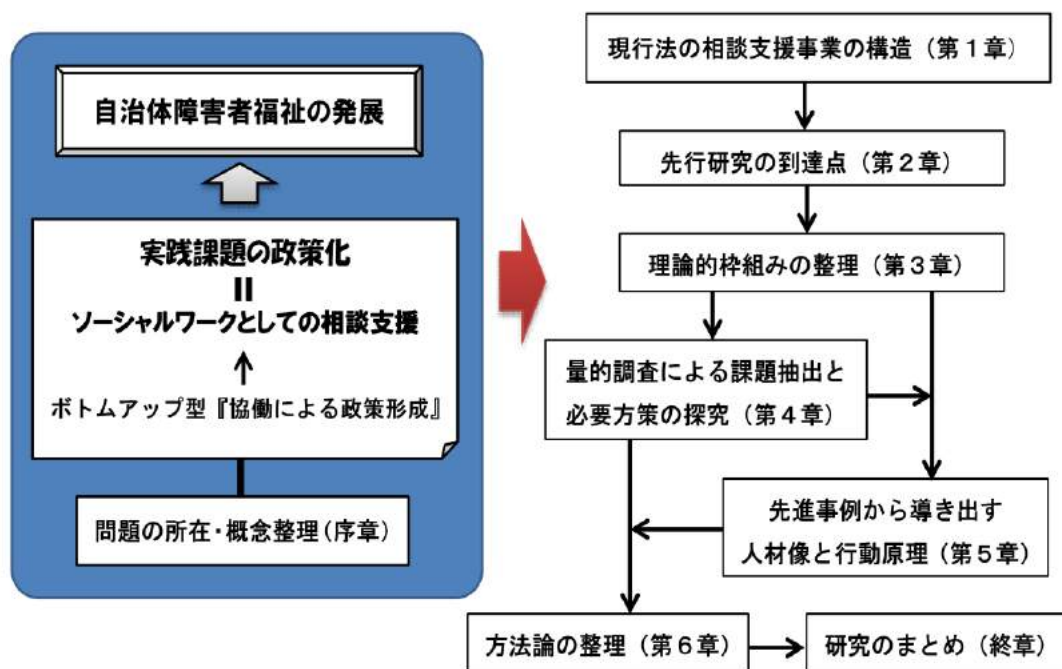 自治体障害者福祉の発展
実践課題の政策化
=
ソーシャルワークとしての相談支援
ボトムアップ型『協働による政策形成』
問題の所在・概念整理(序章)
現行法の相談支援事業の構造(第1章)
先行研究の到達点(第2章)
理論的枠組みの整理(第3章)
量的調査による課題抽出と
必要方策の探究(第4章)
先進事例から導き出す
人材像と行動原理(第5章)
方法論の整理(第6章)
研究のまとめ(終章)